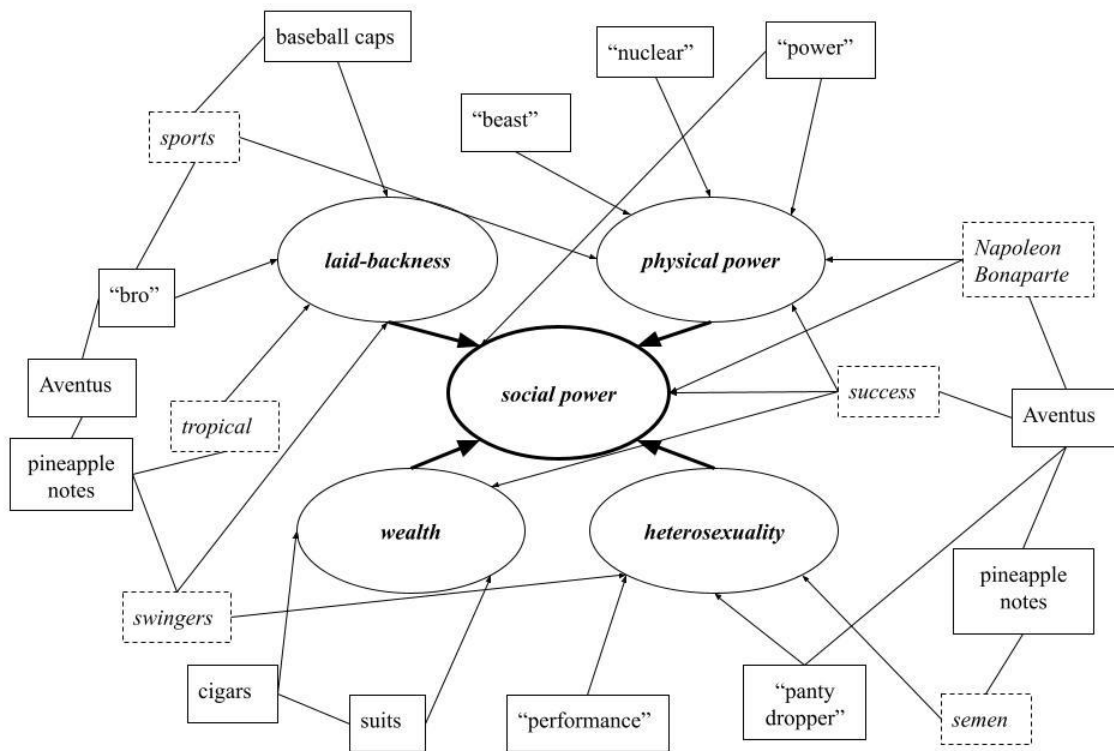 baseball caps
“nuclear”
“power”
“beast”
sports
laid-backness
physical power
Napoleon
Bonaparte
“bro”
Aventus
social power
success
Aventus
tropical
pineapple
notes
wealth
heterosexuality
pineapple
notes
swingers
cigars
suits
“performance”
“panty
dropper”
semen